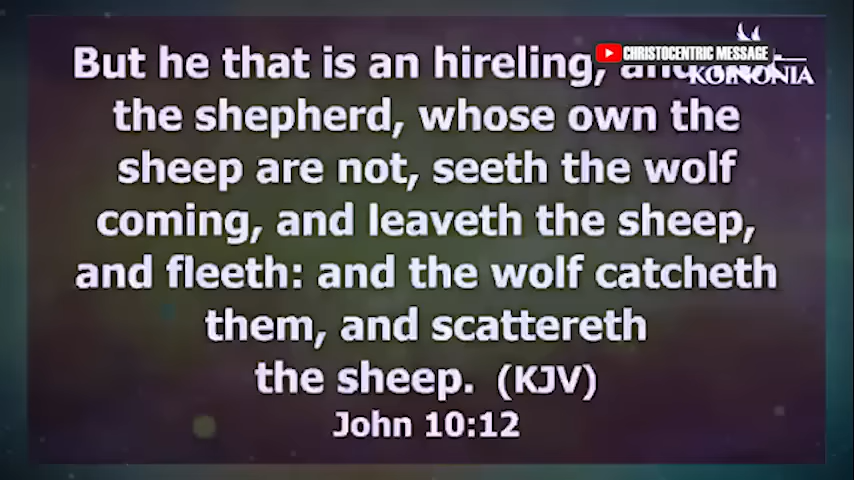 CHRISTOCENTRIC MESSAGE
KOINONIA
But he that is an hireling, and
the shepherd, whose own the
sheep are not, seeth the wolf
coming, and leaveth the sheep,
and fleeth: and the wolf catcheth
them, and scattereth
the sheep. (KJV)
John 10:12